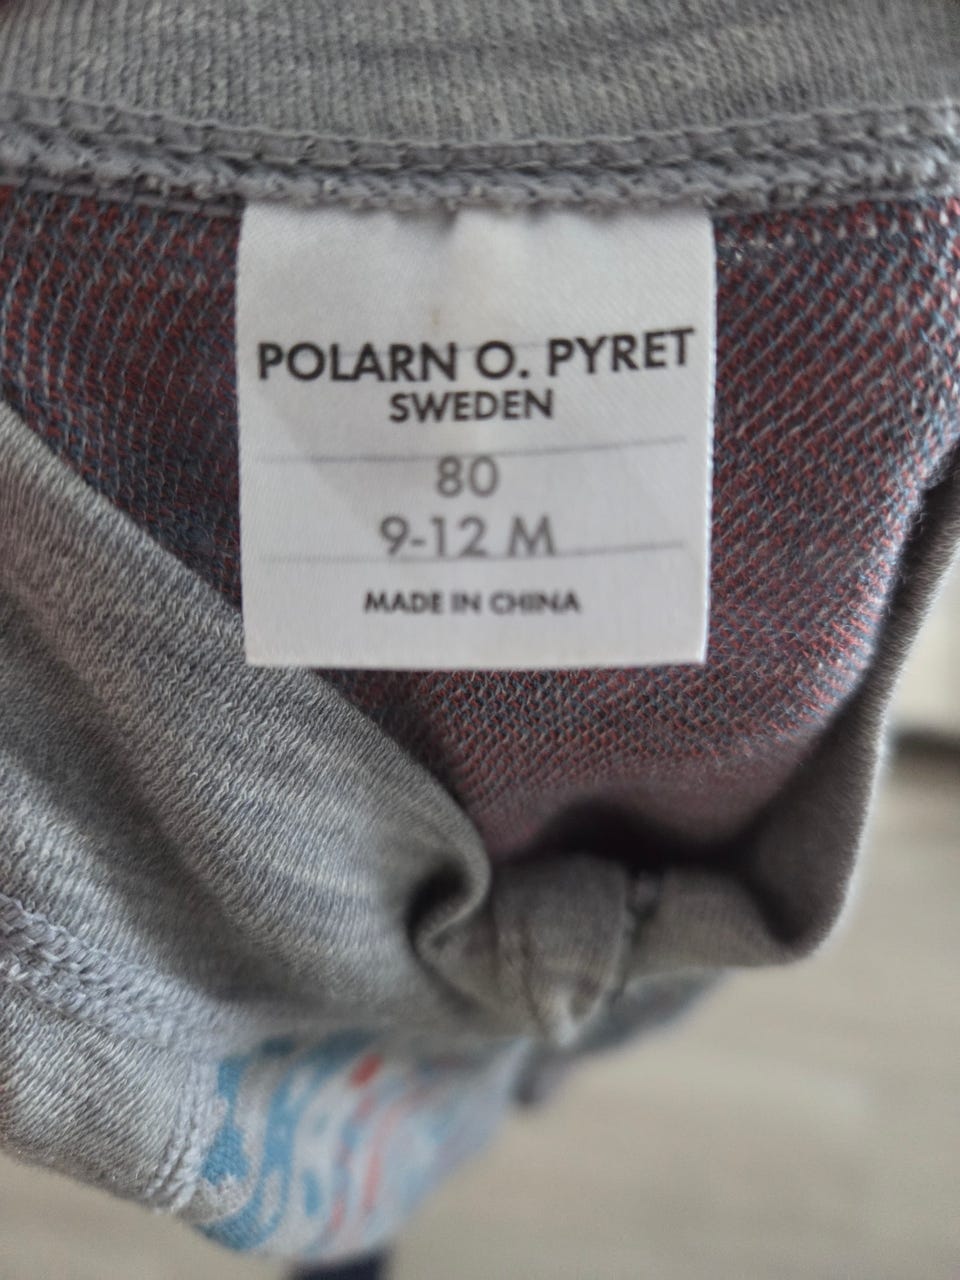 POLARN O. PYRET
SWEDEN
80
9-12 M
MADE IN CHINA